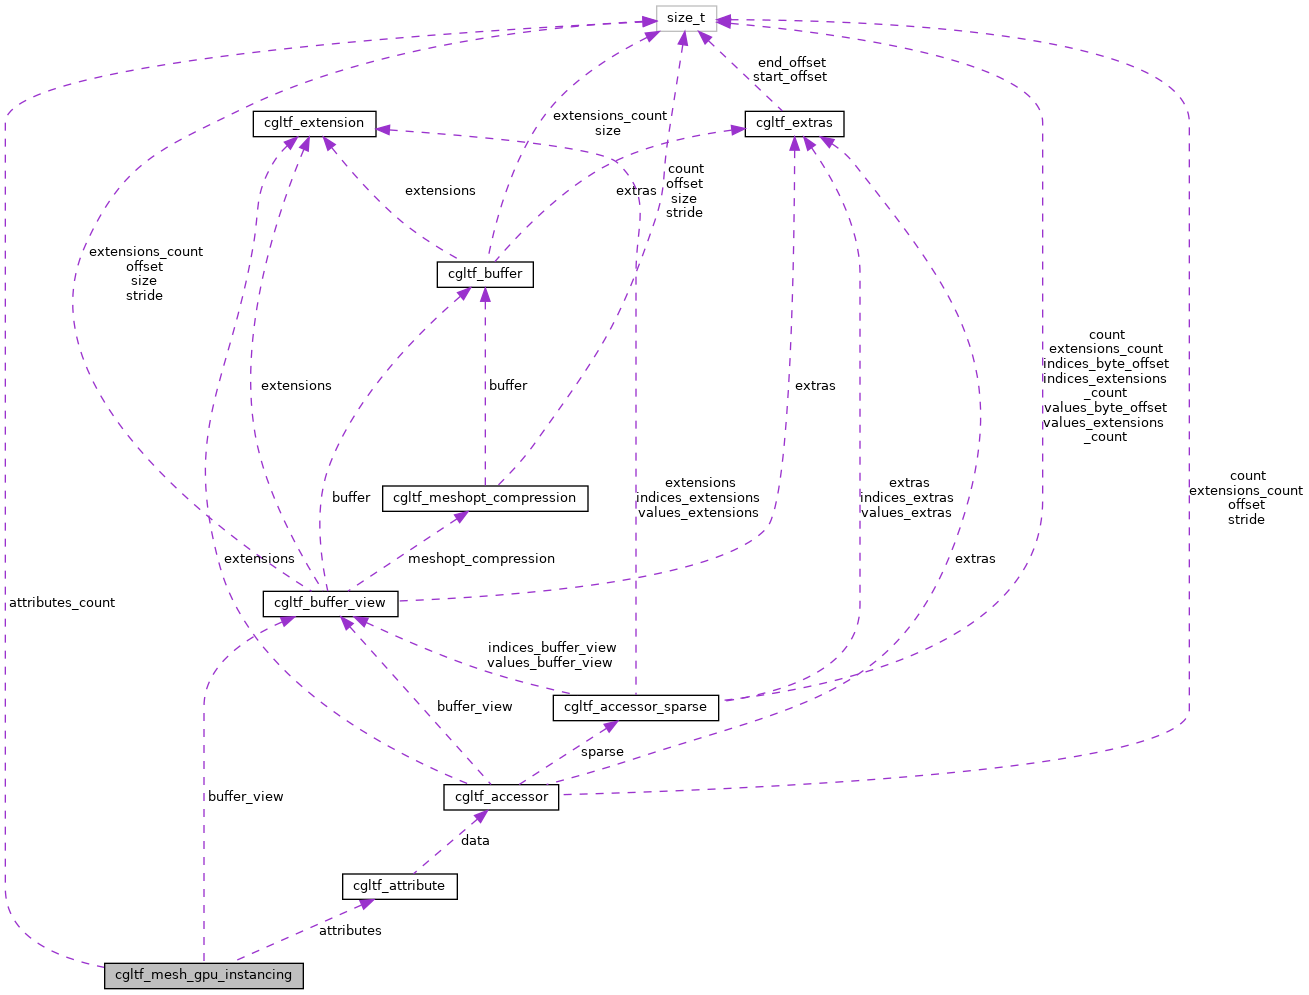 size_t
end_offset
start_offset
cgltf_extension
extensions_count
size
cgltf_extras
count
offset
size
stride
extensions
extras
extensions_count
offset
size
stride
cgltf_buffer
count
extensions_count
indices_byte_offset
indices_extensions
_count
values_byte_offset
values_extensions
_count
extensions
buffer
extras
extensions
indices_extensions
values_extensions
extras
indices_extras
values_extras
count
extensions_count
offset
stride
buffer
cgltf_meshopt_compression
extensions
meshopt_compression
extras
attributes_count
cgltf_buffer_view
indices_buffer_view
values_buffer_view
buffer_view
cgltf_accessor_sparse
sparse
buffer_view
cgltf_accessor
data
cgltf_attribute
attributes
cgltf_mesh_gpu_instancing